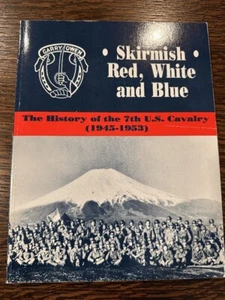 GARRY OWEN
• Skirmish •
Red, White
and Blue
The History of the 7th U.S. Cavalry
(1945-1953)